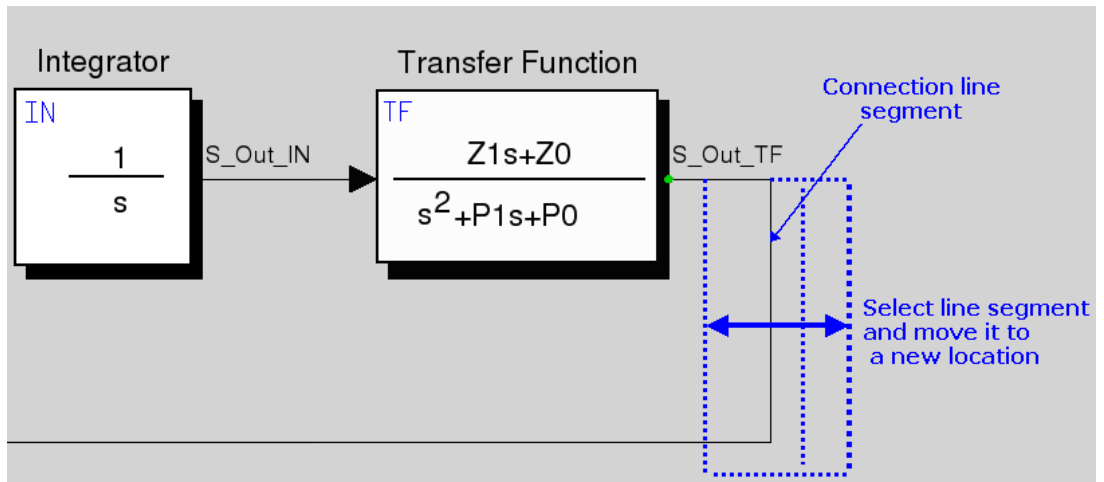 Integrator
Transfer Function
Connection line
segment
IN
TF
1
s
S_Out_IN
Z1s+Z0
s²+P1s+P0
S_Out_TF
Select line segment
and move it to
a new location